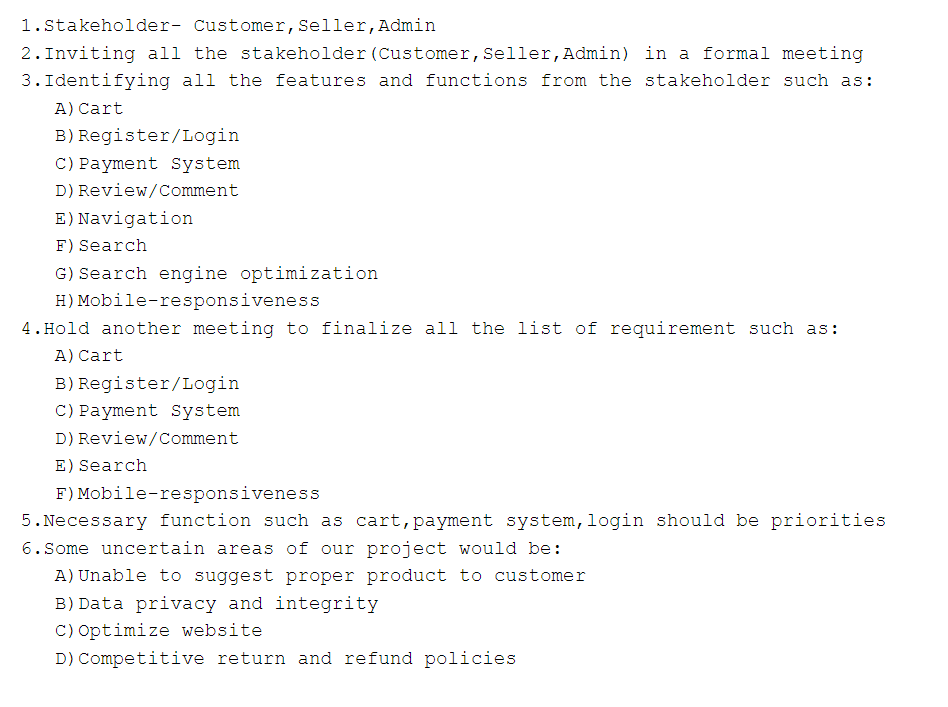 1.Stakeholder- Customer,Seller,Admin
2.Inviting all the stakeholder(Customer,Seller,Admin) in a formal meeting
3.Identifying all the features and functions from the stakeholder such as:
A)Cart
B)Register/Login
C)Payment System
D)Review/Comment
E)Navigation
F)Search
G)Search engine optimization
H)Mobile-responsiveness
4.Hold another meeting to finalize all the list of requirement such as:
A)Cart
B)Register/Login
C)Payment System
D)Review/Comment
E)Search
F)Mobile-responsiveness
5.Necessary function such as cart,payment system,login should be priorities
6.Some uncertain areas of our project would be:
A)Unable to suggest proper product to customer
B)Data privacy and integrity
C)Optimize website
D)Competitive return and refund policies